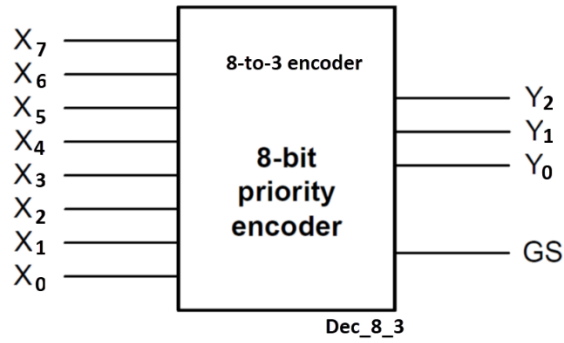 X7
X6
X5
X4
X3
X2
X1
X0
8-to-3 encoder
8-bit
priority
encoder
Y2
Y1
Y0
GS
Dec_8_3